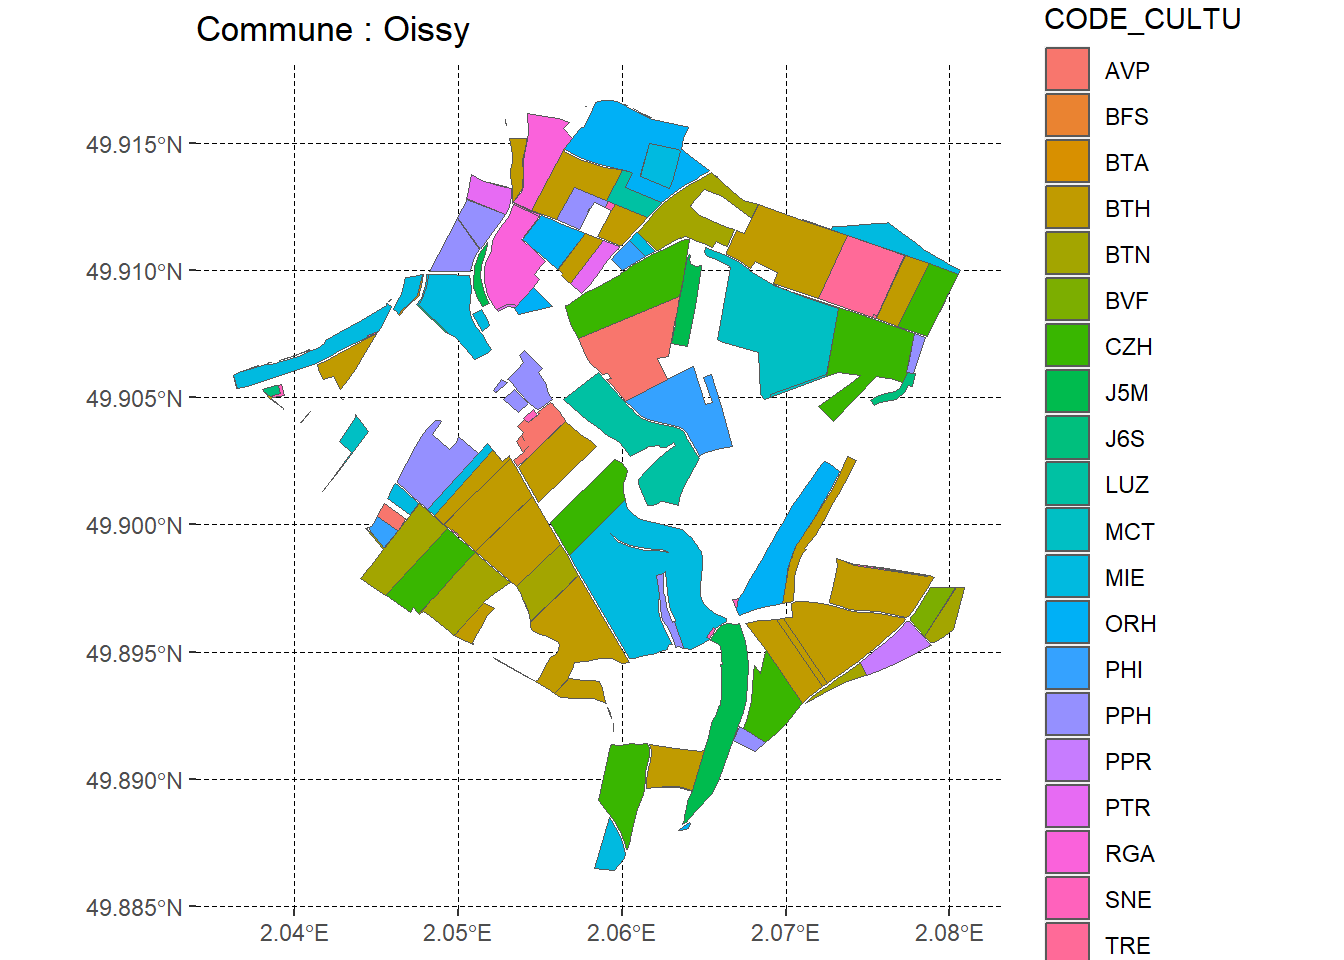 Commune : Oissy
CODE_CULTU
AVP
BFS
BTA
BTH
BTN
BVF
CZH
J5M
J6S
LUZ
MCT
MIE
ORH
PHI
PPH
PPR
PTR
RGA
SNE
TRE
49.915°N
49.910°N
49.905°N
49.900°N
49.895°N
49.890°N
49.885°N
2.04°E 2.05°E 2.06°E 2.07°E 2.08°E